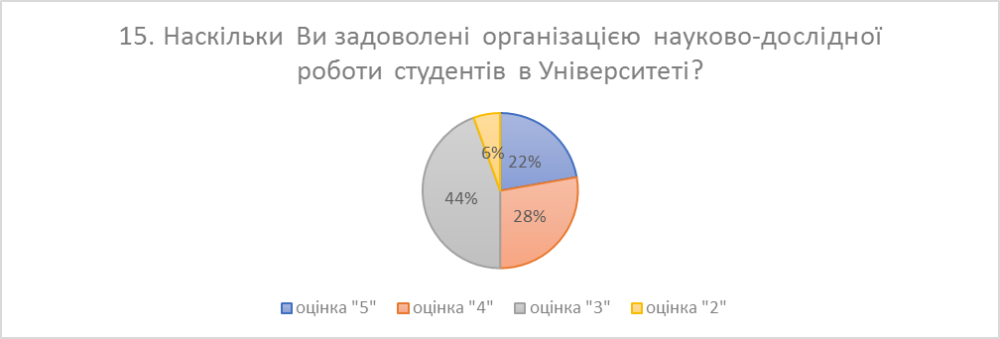 15. Наскільки Ви задоволені організацією науково-дослідної
роботи студентів в Університеті?
6%
22%
44%
28%
оцінка "5" оцінка "4" оцінка "3" оцінка "2"